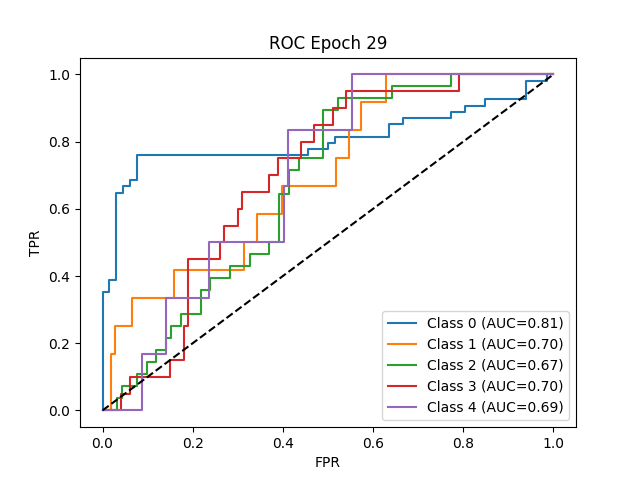 ROC Epoch 29
TPR
1.0
0.8
0.6
0.4
0.2
0.0
0.0 0.2 0.4 0.6 0.8 1.0
FPR
Class 0 (AUC=0.81)
Class 1 (AUC=0.70)
Class 2 (AUC=0.67)
Class 3 (AUC=0.70)
Class 4 (AUC=0.69)